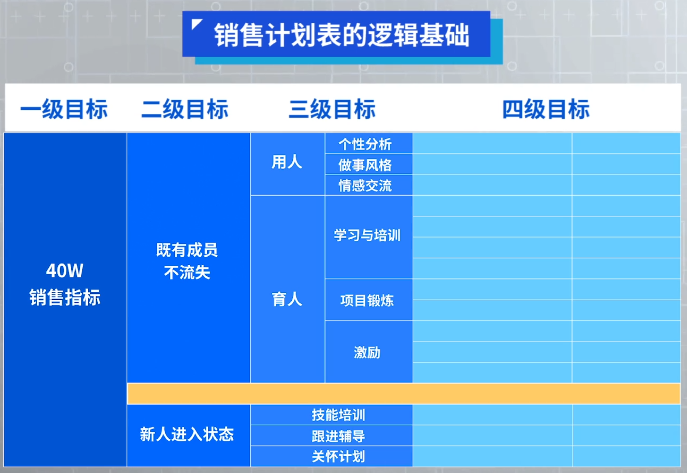 销售计划表的逻辑基础
一级目标 二级目标 三级目标 四级目标
用人
个性分析
做事风格
情感交流
既有成员
不流失
育人
学习与培训
项目锻炼
激励
40W
销售指标
新人进入状态
技能培训
跟进辅导
关怀计划